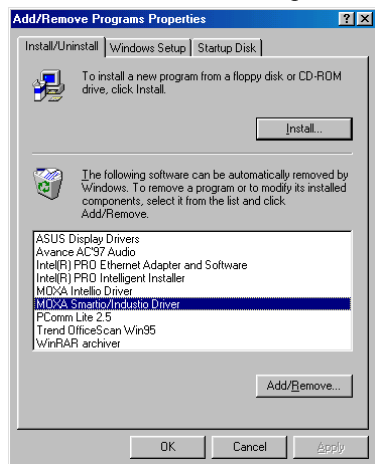 Add/Remove Programs Properties
Install/Uninstall Windows Setup Startup Disk
To install a new program from a floppy disk or CD-ROM
drive, click Install.
Install...
The following software can be automatically removed by
Windows. To remove a program or to modify its installed
components, select it from the list and click
Add/Remove.
ASUS Display Drivers
Avance AC'97 Audio
Intel(R) PRO Ethernet Adapter and Software
Intel(R) PRO Intelligent Installer
MOXA Intellio Driver
MOXA Smartio/Industio Driver
PComm Lite 2.5
Trend OfficeScan Win95
WinRAR archiver
Add/Remove...
OK Cancel Apply